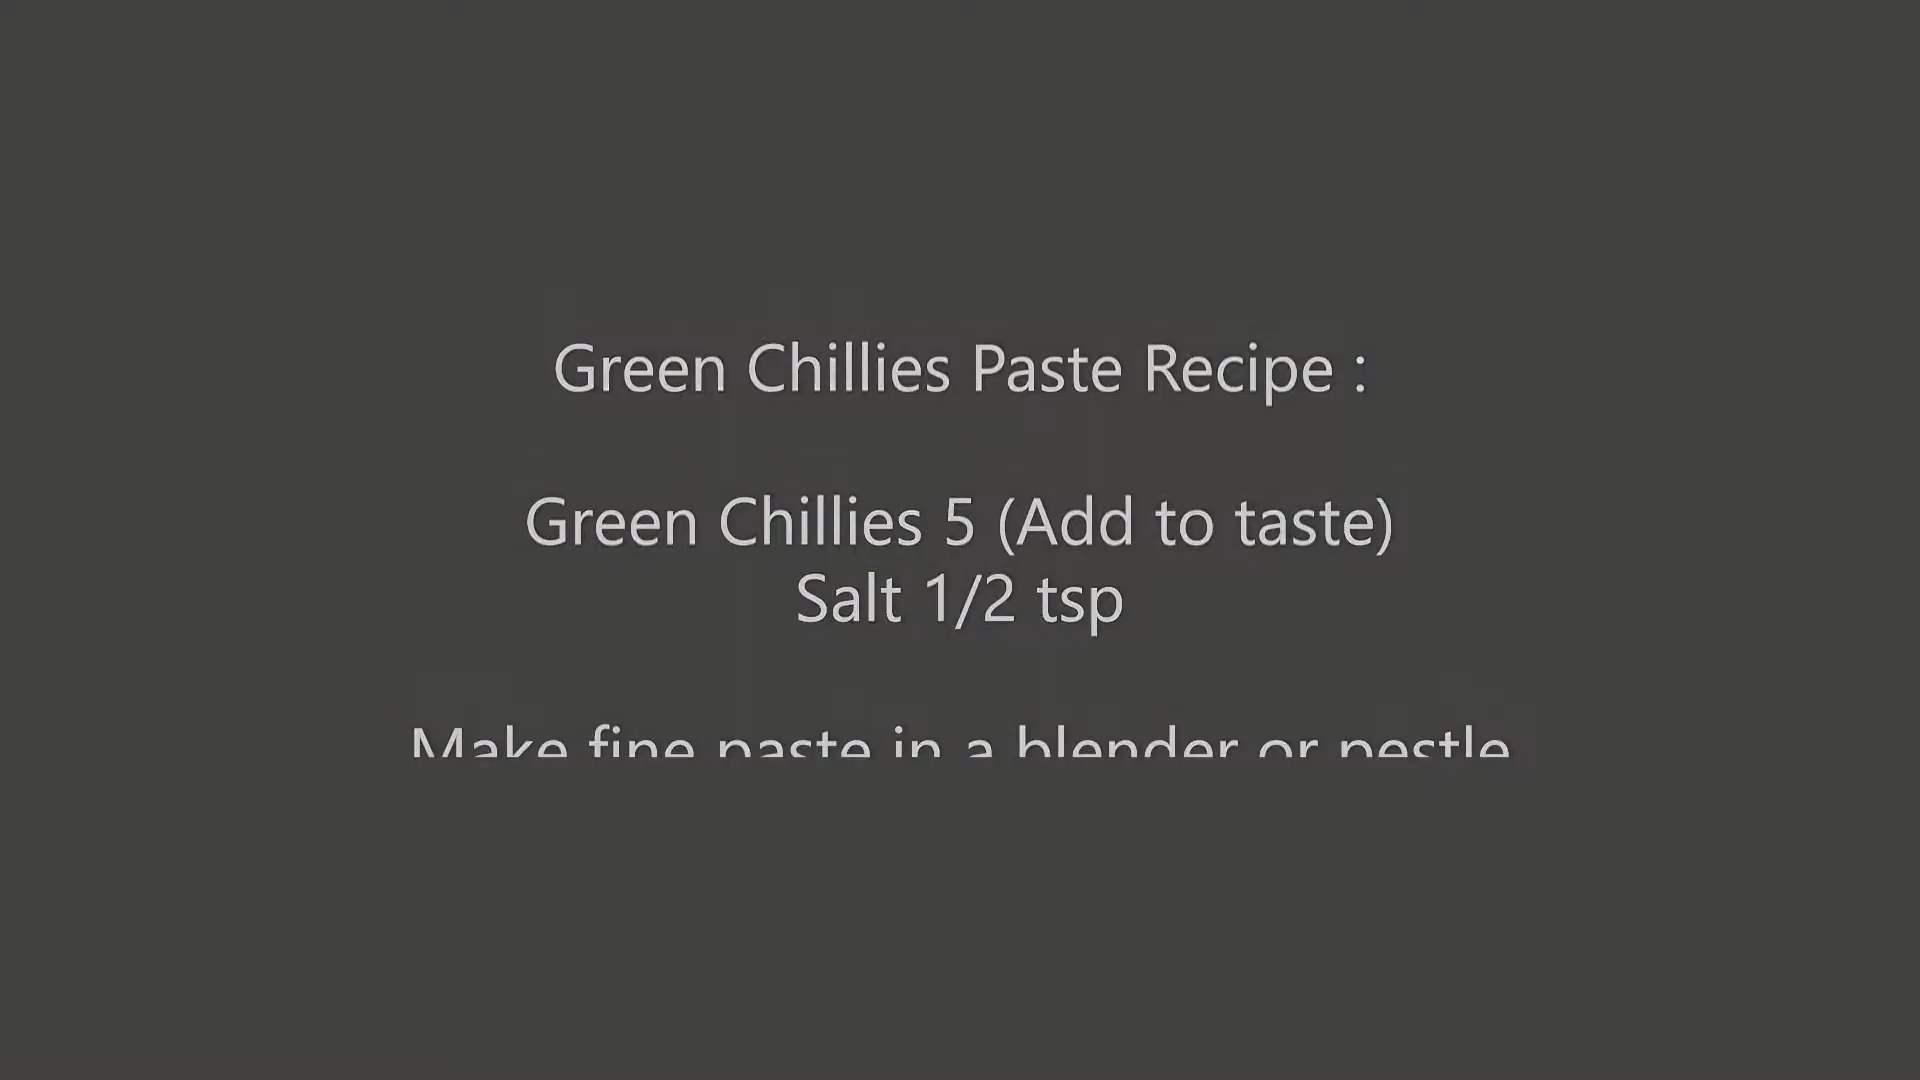 Green Chillies Paste Recipe :
Green Chillies 5 (Add to taste)
Salt 1/2 tsp
Make fine paste in a blender or pestle